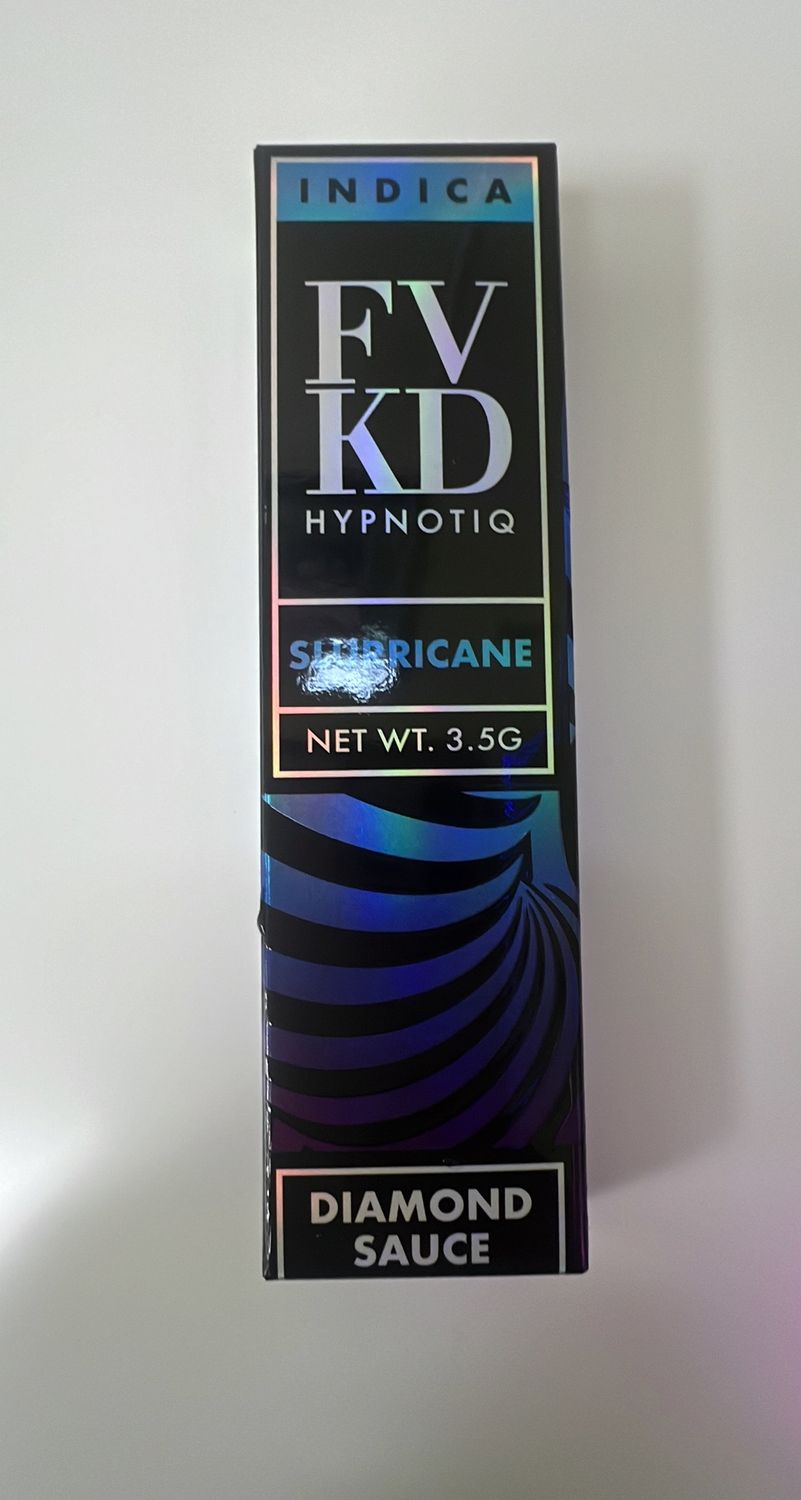 INDICA
FV
KD
HYPNOTIQ
SLURRICANE
NET WT. 3.5G
DIAMOND
SAUCE